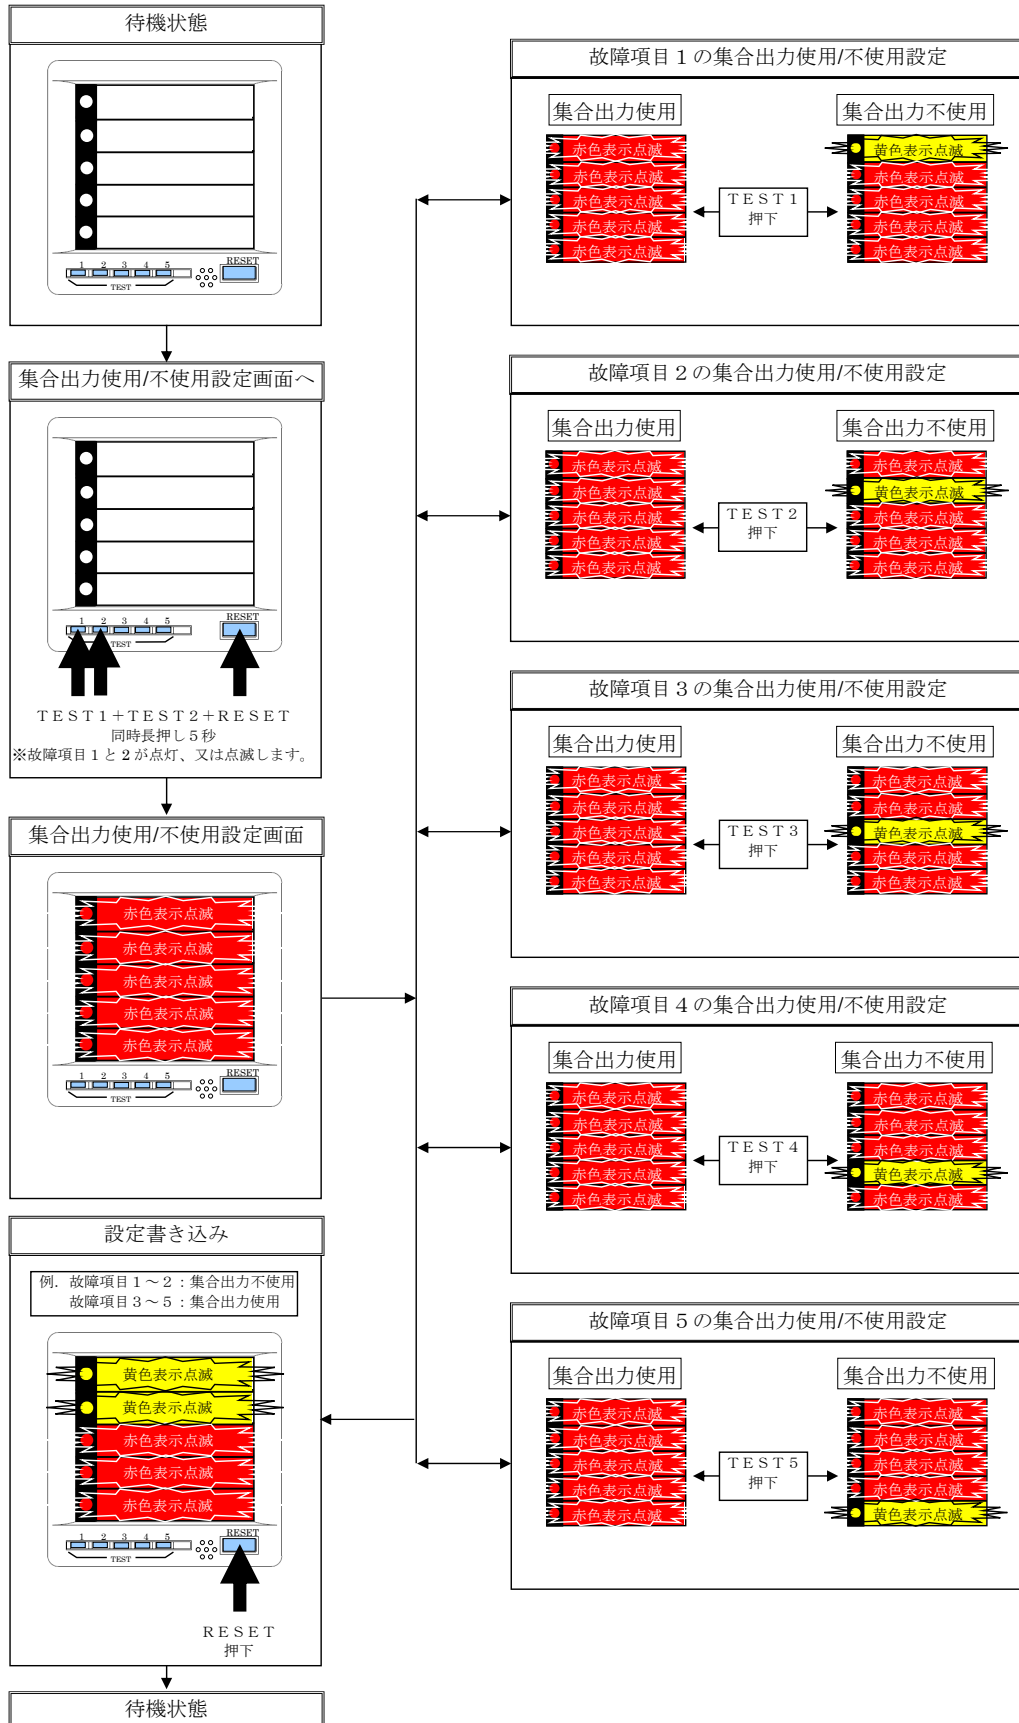 待機状態
1 2 3 4 5
RESET
TEST
集合出力使用/不使用設定画面へ
1 2 3 4 5
RESET
TEST
TEST1+TEST2+RESET
同時長押し5秒
※故障項目1と2が点灯、又は点滅します。
集合出力使用/不使用設定画面
赤色表示点滅
赤色表示点滅
赤色表示点滅
赤色表示点滅
赤色表示点滅
1 2 3 4 5
RESET
TEST
設定書き込み
例. 故障項目1~2:集合出力不使用
故障項目3~5:集合出力使用
黄色表示点滅
黄色表示点滅
赤色表示点滅
赤色表示点滅
赤色表示点滅
1 2 3 4 5
RESET
TEST
RESET
押下
待機状態
故障項目1の集合出力使用/不使用設定
集合出力使用
赤色表示点滅
赤色表示点滅
赤色表示点滅
赤色表示点滅
赤色表示点滅
TEST1
押下
集合出力不使用
黄色表示点滅
赤色表示点滅
赤色表示点滅
赤色表示点滅
赤色表示点滅
故障項目2の集合出力使用/不使用設定
集合出力使用
赤色表示点滅
赤色表示点滅
赤色表示点滅
赤色表示点滅
赤色表示点滅
TEST2
押下
集合出力不使用
赤色表示点滅
黄色表示点滅
赤色表示点滅
赤色表示点滅
赤色表示点滅
故障項目3の集合出力使用/不使用設定
集合出力使用
赤色表示点滅
赤色表示点滅
赤色表示点滅
赤色表示点滅
赤色表示点滅
TEST3
押下
集合出力不使用
赤色表示点滅
赤色表示点滅
黄色表示点滅
赤色表示点滅
赤色表示点滅
故障項目4の集合出力使用/不使用設定
集合出力使用
赤色表示点滅
赤色表示点滅
赤色表示点滅
赤色表示点滅
赤色表示点滅
TEST4
押下
集合出力不使用
赤色表示点滅
赤色表示点滅
赤色表示点滅
黄色表示点滅
赤色表示点滅
故障項目5の集合出力使用/不使用設定
集合出力使用
赤色表示点滅
赤色表示点滅
赤色表示点滅
赤色表示点滅
赤色表示点滅
TEST5
押下
集合出力不使用
赤色表示点滅
赤色表示点滅
赤色表示点滅
赤色表示点滅
黄色表示点滅